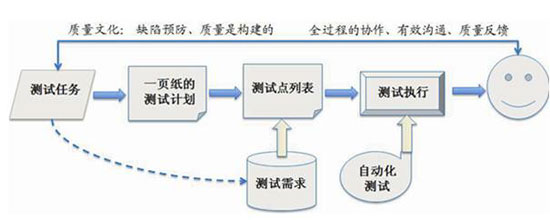 质量文化: 缺陷预防、质量是构建的 全过程的协作、有效沟通、质量反馈
测试任务
一页纸的
测试计划
测试点列表
测试执行
测试需求
自动化
测试